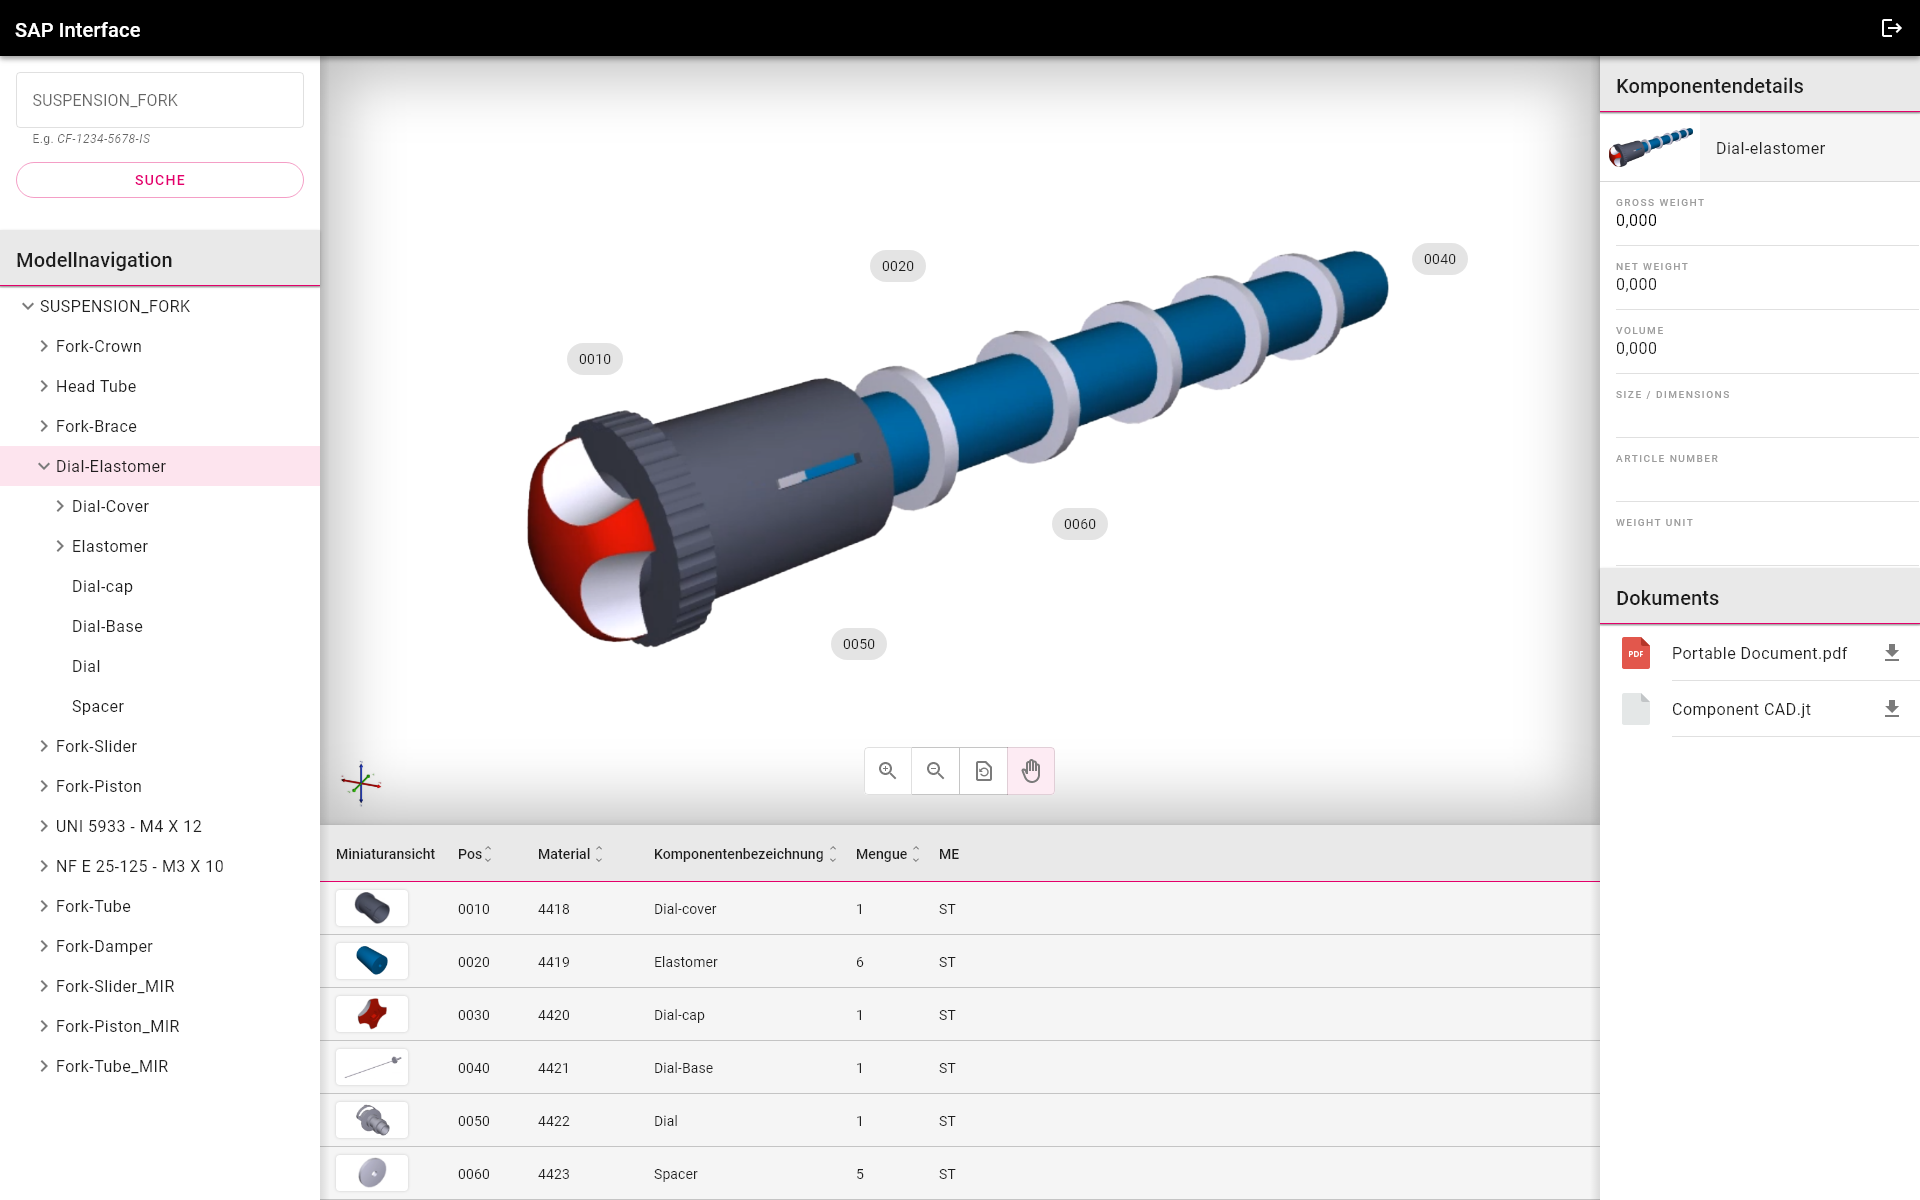 SAP Interface
SUSPENSION_FORK
E.g. CF-1234-5678-IS
SUCHE
Modellnavigation
SUSPENSION_FORK
Fork-Crown
Head Tube
Fork-Brace
Dial-Elastomer
Dial-Cover
Elastomer
Dial-cap
Dial-Base
Dial
Spacer
Fork-Slider
Fork-Piston
UNI 5933 - M4 X 12
NF E 25-125 - M3 X 10
Fork-Tube
Fork-Damper
Fork-Slider_MIR
Fork-Piston_MIR
Fork-Tube_MIR
0020
0040
0010
0060
0050
Miniaturansicht Pos Material Komponentenbezeichnung Mengue ME
0010 4418 Dial-cover 1 ST
0020 4419 Elastomer 6 ST
0030 4420 Dial-cap 1 ST
0040 4421 Dial-Base 1 ST
0050 4422 Dial 1 ST
0060 4423 Spacer 5 ST
Komponentendetails
Dial-elastomer
GROSS WEIGHT
0,000
NET WEIGHT
0,000
VOLUME
0,000
SIZE / DIMENSIONS
ARTICLE NUMBER
WEIGHT UNIT
Dokuments
PDF Portable Document.pdf
Component CAD.jt